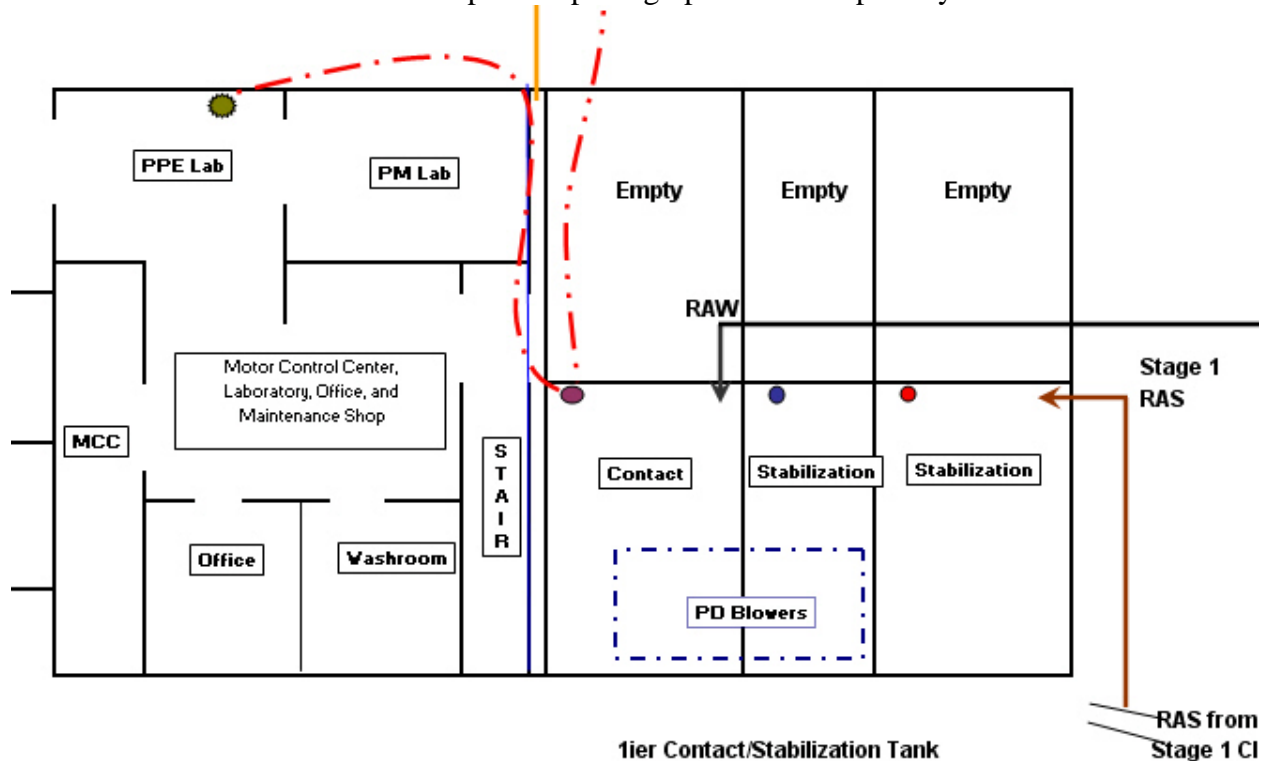 PPE Lab
PM Lab
Empty
Empty
Empty
RAW
Stage 1
RAS
Motor Control Center,
Laboratory, Office, and
Maintenance Shop
MCC
S
T
A
I
R
Contact
Stabilization
Stabilization
Office
Washroom
PD Blowers
RAS from
Stage 1 Cl
1ier Contact/Stabilization Tank